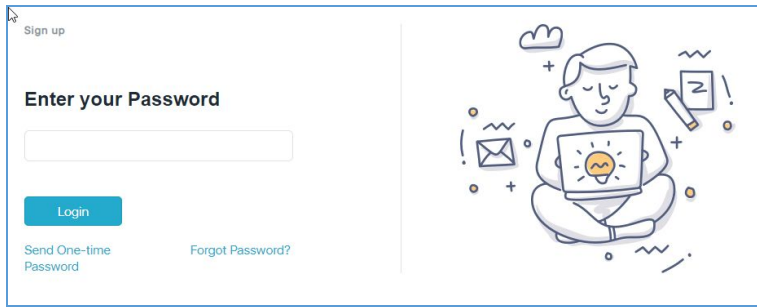 Sign up
Enter your Password
Login
Send One-time
Password
Forgot Password?